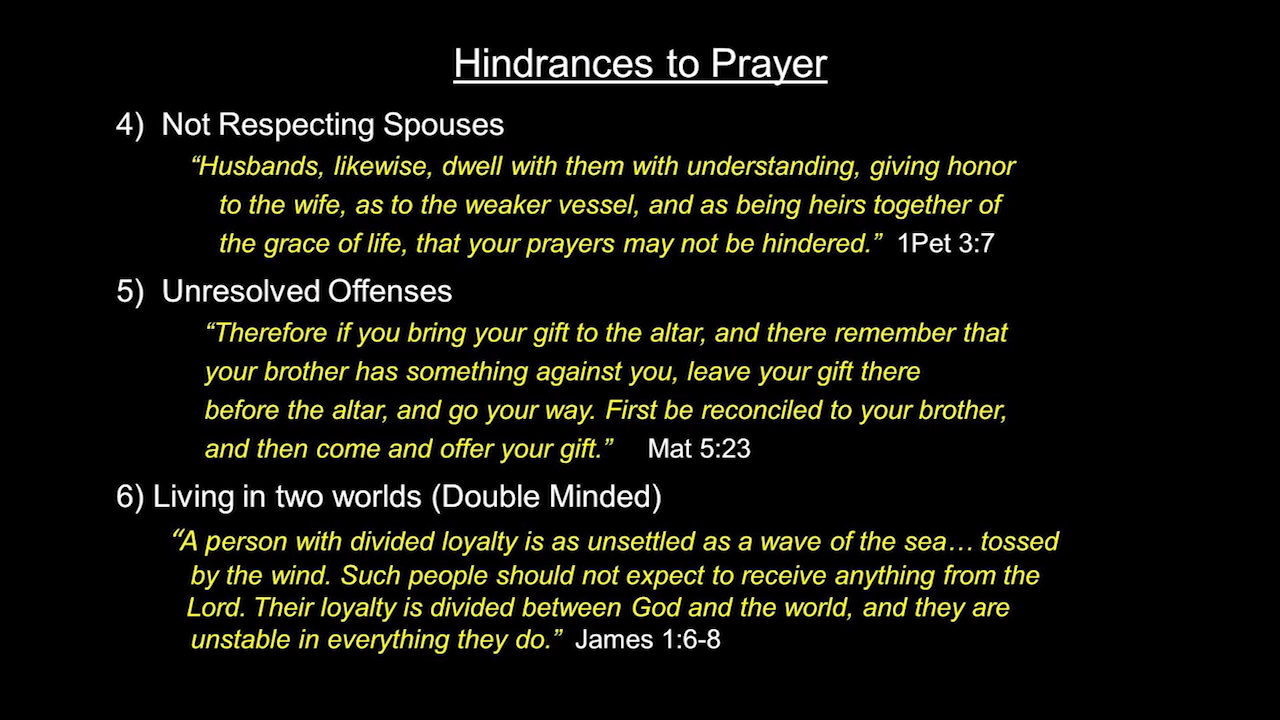 Hindrances to Prayer
4) Not Respecting Spouses
“Husbands, likewise, dwell with them with understanding, giving honor
to the wife, as to the weaker vessel, and as being heirs together of
the grace of life, that your prayers may not be hindered.” 1Pet 3:7
5) Unresolved Offenses
“Therefore if you bring your gift to the altar, and there remember that
your brother has something against you, leave your gift there
before the altar, and go your way. First be reconciled to your brother,
and then come and offer your gift.” Mat 5:23
6) Living in two worlds (Double Minded)
“A person with divided loyalty is as unsettled as a wave of the sea… tossed
by the wind. Such people should not expect to receive anything from the
Lord. Their loyalty is divided between God and the world, and they are
unstable in everything they do.” James 1:6-8